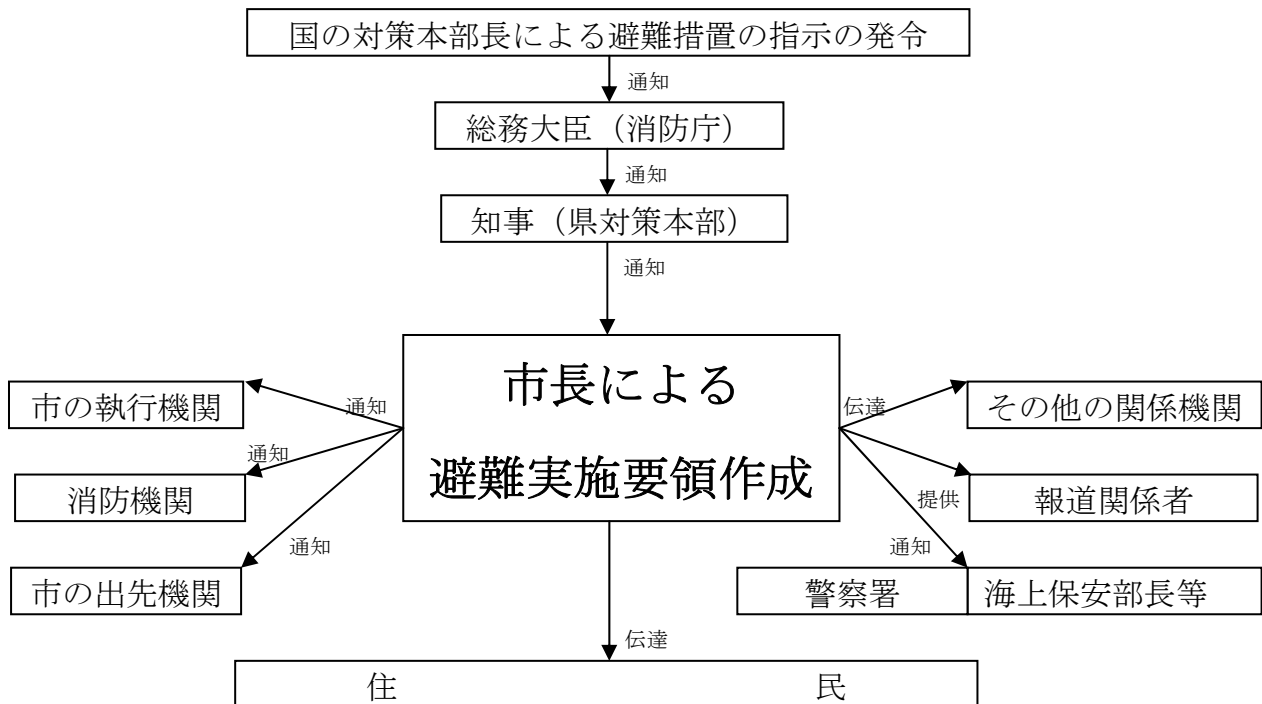 国の対策本部長による避難措置の指示の発令
通知
総務大臣（消防庁）
通知
知事（県対策本部）
通知
市長による
避難実施要領作成
市の執行機関
通知
通知
消防機関
通知
市の出先機関
伝達
その他の関係機関
提供
報道関係者
通知
警察署
海上保安部長等
伝達
住 民